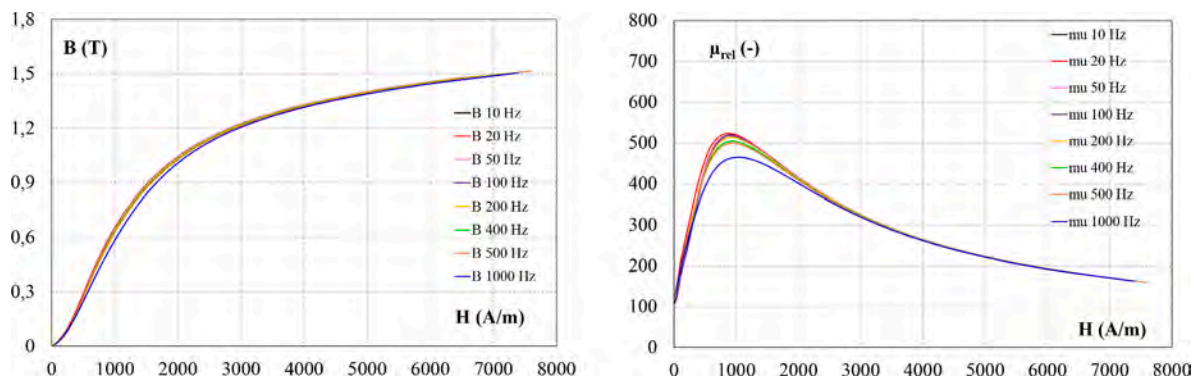 1,8
B (T)
1,5
1,2
0,9
0,6
0,3
0
B 10 Hz
B 20 Hz
B 50 Hz
B 100 Hz
B 200 Hz
B 400 Hz
B 500 Hz
B 1000 Hz
H (A/m)
0 1000 2000 3000 4000 5000 6000 7000 8000
800
μrel (-)
700
600
500
400
300
200
100
0
mu 10 Hz
mu 20 Hz
mu 50 Hz
mu 100 Hz
mu 200 Hz
mu 400 Hz
mu 500 Hz
mu 1000 Hz
H (A/m)
0 1000 2000 3000 4000 5000 6000 7000 8000